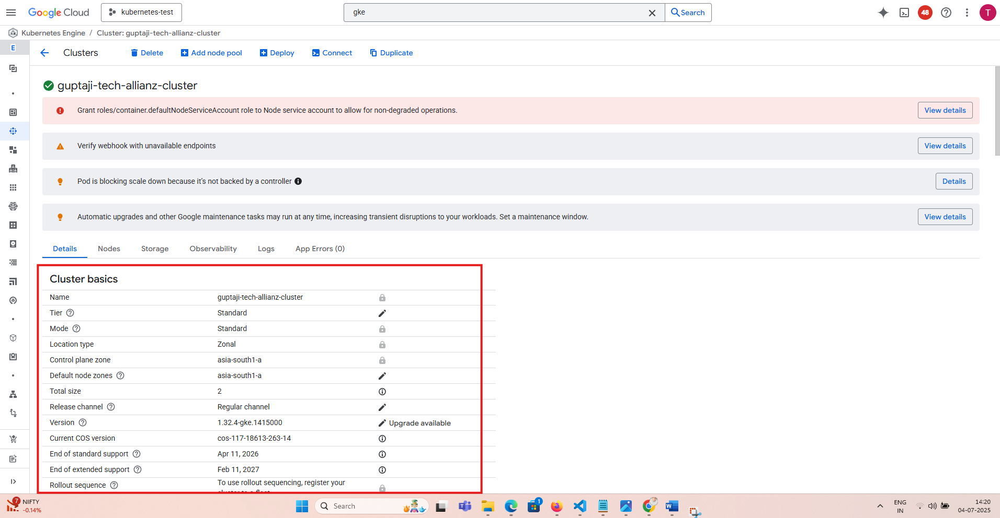 Google Cloud
kubernetes-test
gke
Search
48
T
Kubernetes Engine / Cluster: guptaji-tech-allianz-cluster
E
Clusters
Delete
Add node pool
Deploy
Connect
Duplicate
guptaji-tech-allianz-cluster
Grant roles/container.defaultNodeServiceAccount role to Node service account to allow for non-degraded operations.
View details
Verify webhook with unavailable endpoints
View details
Pod is blocking scale down because it’s not backed by a controller
Details
Automatic upgrades and other Google maintenance tasks may run at any time, increasing transient disruptions to your workloads. Set a maintenance window.
View details
Details
Nodes
Storage
Observability
Logs
App Errors (0)
Cluster basics
Name guptaji-tech-allianz-cluster
Tier Standard
Mode Standard
Location type Zonal
Control plane zone asia-south1-a
Default node zones asia-south1-a
Total size 2
Release channel Regular channel
Version 1.32.4-gke.1415000 Upgrade available
Current COS version cos-117-18613-263-14
End of standard support Apr 11, 2026
End of extended support Feb 11, 2027
Rollout sequence To use rollout sequencing, register your
7
NIFTY
-0.14%
Search
1
ENG
IN
14:20
04-07-2025